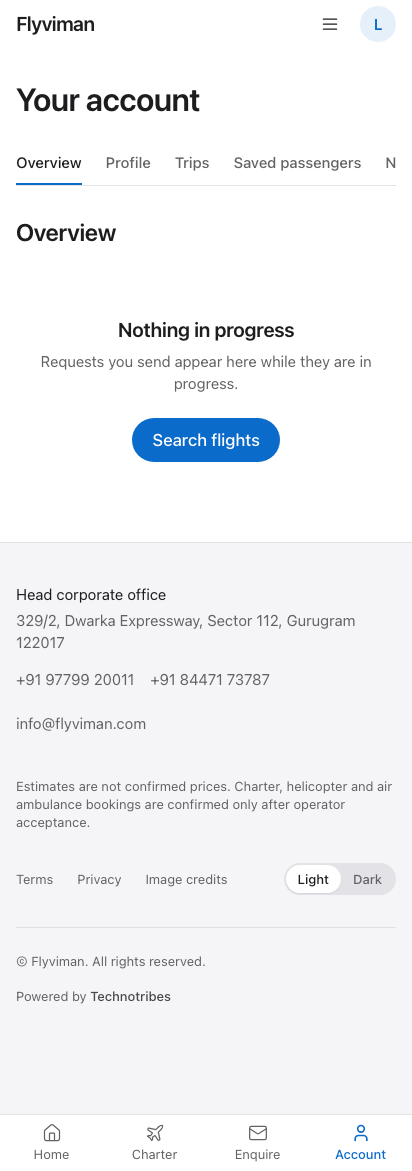 Flyviman
L
Your account
Overview Profile Trips Saved passengers N
Overview
Nothing in progress
Requests you send appear here while they are in
progress.
Search flights
Head corporate office
329/2, Dwarka Expressway, Sector 112, Gurugram
122017
+91 97799 20011 +91 84471 73787
info@flyviman.com
Estimates are not confirmed prices. Charter, helicopter and air
ambulance bookings are confirmed only after operator
acceptance.
Terms Privacy Image credits Light Dark
© Flyviman. All rights reserved.
Powered by Technotribes
Home Charter Enquire Account